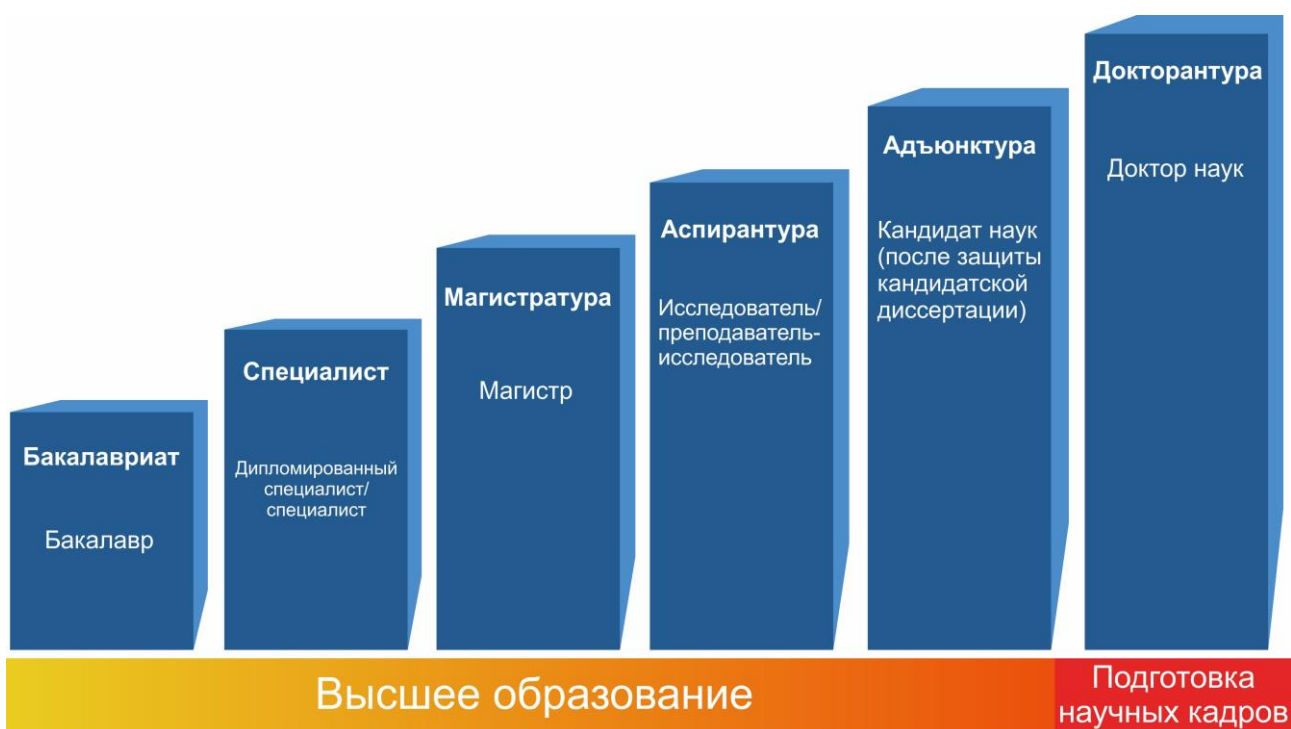 Бакалавриат
Бакалавр
Специалист
Дипломированный
специалист/
специалист
Магистратура
Магистр
Аспирантура
Исследователь/
преподаватель-
исследователь
Адъюнктура
Кандидат наук
(после защиты
кандидатской
диссертации)
Докторантура
Доктор наук
Высшее образование
Подготовка
научных кадров